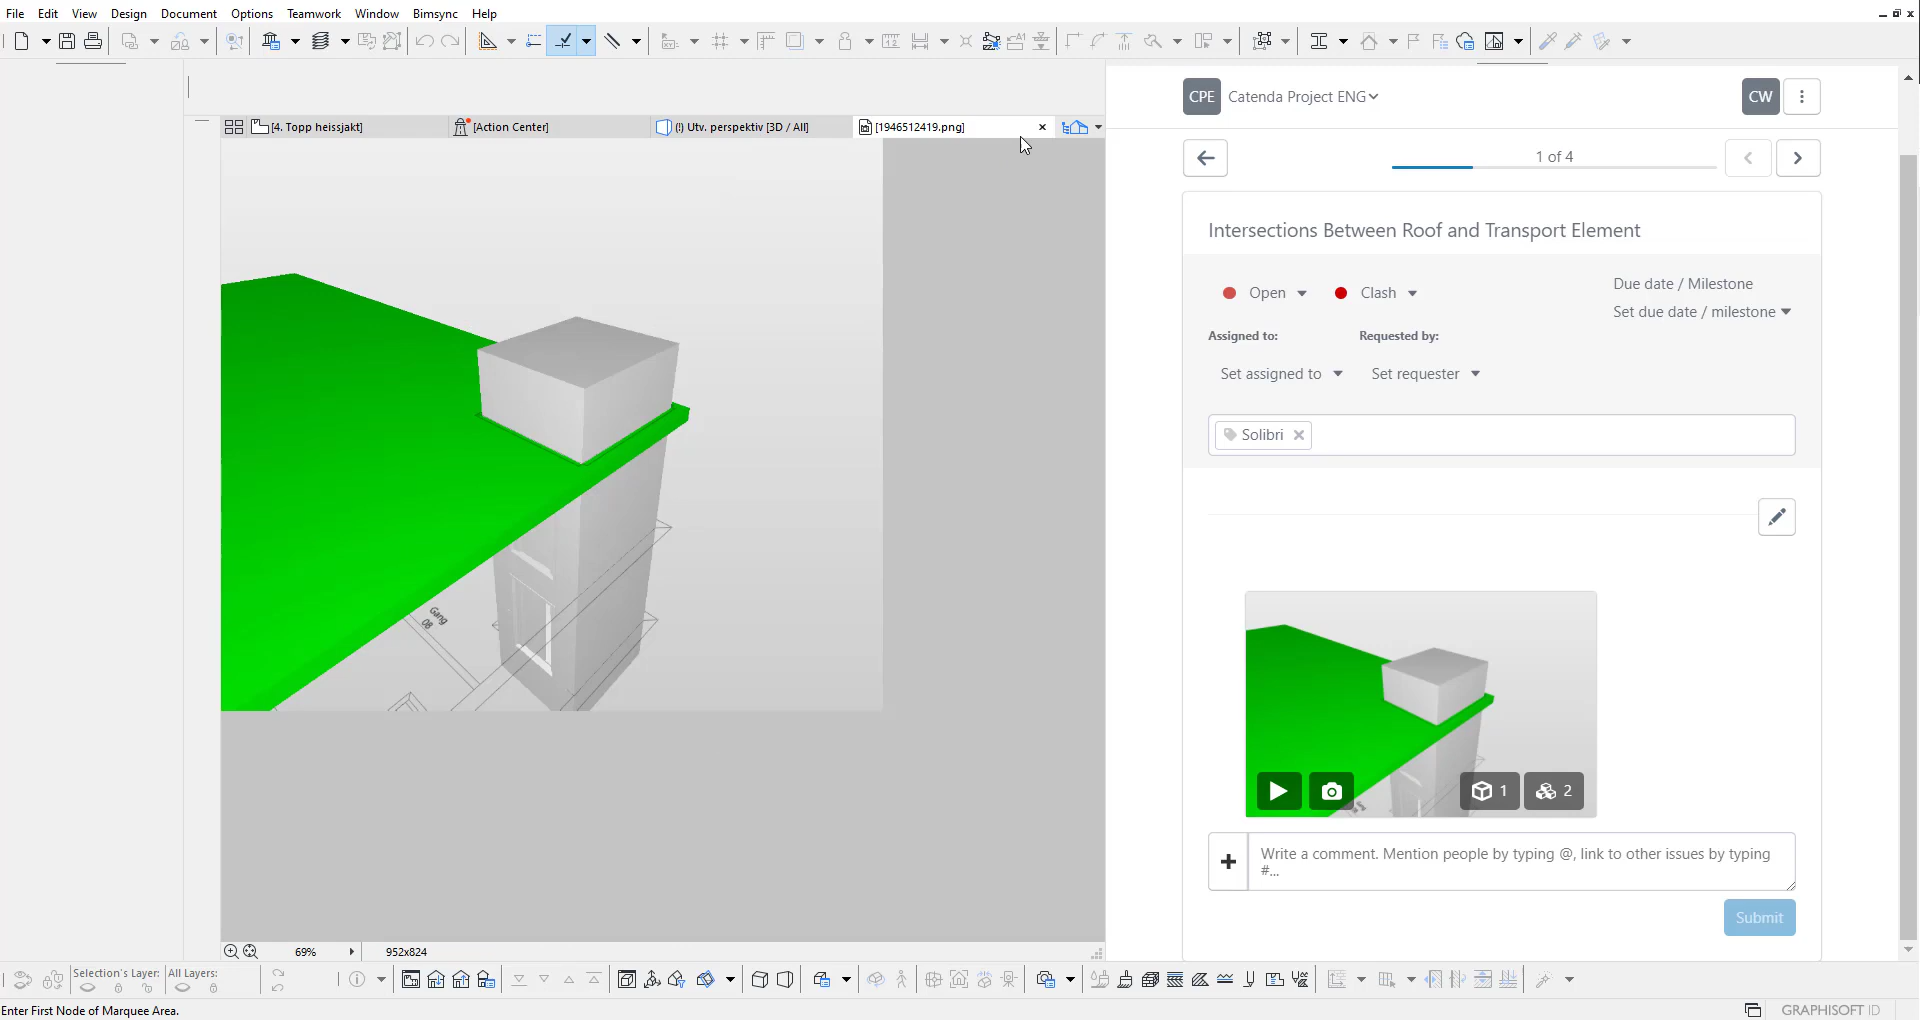 File Edit View Design Document Options Teamwork Window Bimsync Help
[4. Topp heissjakt] [Action Center] (!) Utv. perspektiv [3D / All] [1946512419.png]
Gang
08
69% 952x824
CPE Catenda Project ENG CW
1 of 4
Intersections Between Roof and Transport Element
Open Clash
Due date / Milestone
Set due date / milestone
Assigned to: Requested by:
Set assigned to Set requester
Solibri
1 2
Write a comment. Mention people by typing @, link to other issues by typing
#...
Submit
Selection's Layer: All Layers:
Enter First Node of Marquee Area.
GRAPHISOFT ID